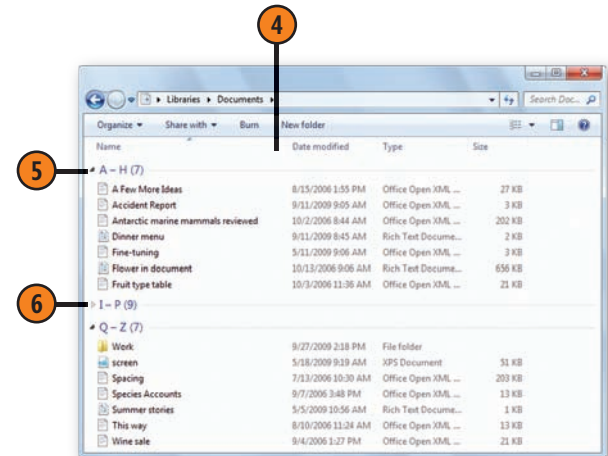 4
Libraries Documents Search Doc...
Organize Share with Burn New folder
Name Date modified Type Size
5
A – H (7)
A Few More Ideas 8/15/2006 1:55 PM Office Open XML ... 27 KB
Accident Report 9/11/2009 9:05 AM Office Open XML ... 3 KB
Antarctic marine mammals reviewed 10/2/2006 8:44 AM Office Open XML ... 202 KB
Dinner menu 9/11/2009 8:45 AM Rich Text Docume... 2 KB
Fine-tuning 5/11/2009 9:06 AM Office Open XML ... 3 KB
Flower in document 10/13/2006 9:06 AM Rich Text Docume... 656 KB
Fruit type table 10/3/2006 11:36 AM Office Open XML ... 21 KB
6
I – P (9)
Q – Z (7)
Work 9/27/2009 2:18 PM File folder
screen 5/18/2009 9:19 AM XPS Document 51 KB
Spacing 7/13/2006 10:30 AM Office Open XML ... 203 KB
Species Accounts 9/7/2006 3:48 PM Office Open XML ... 13 KB
Summer stories 5/5/2009 10:56 AM Rich Text Docume... 1 KB
This way 8/10/2006 11:24 AM Office Open XML ... 13 KB
Wine sale 9/4/2006 1:27 PM Office Open XML ... 21 KB